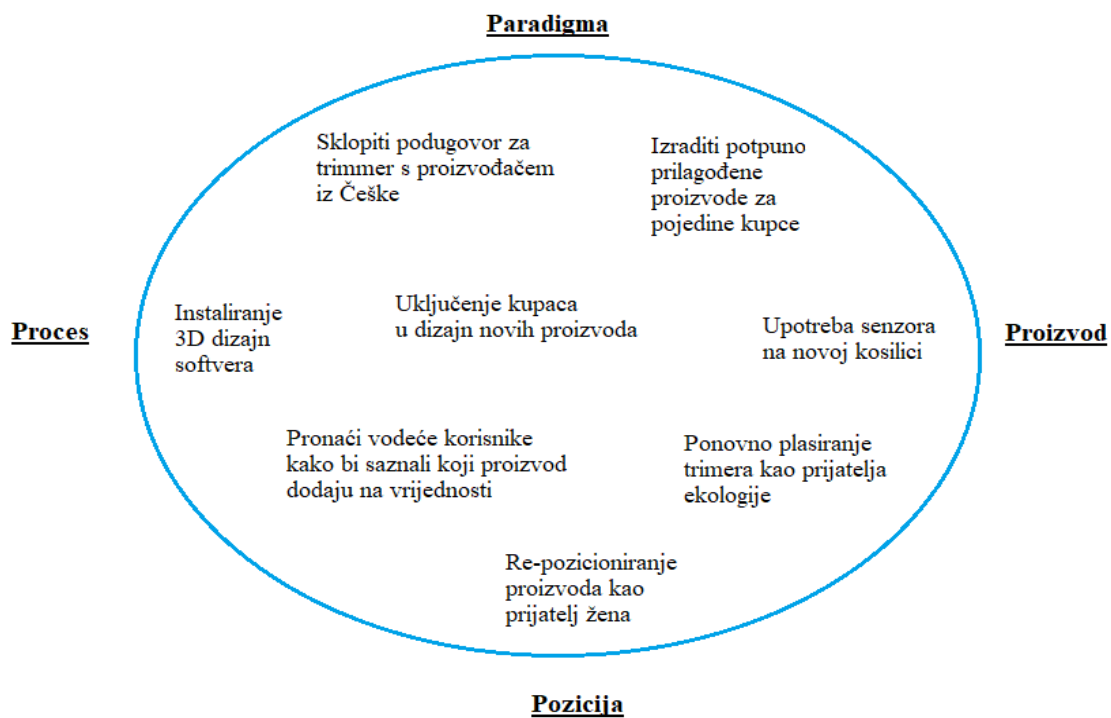 Paradigma
Sklopiti podugovor za
trimmer s proizvođačem
iz Češke
Izraditi potpuno
prilagođene
proizvode za
pojedine kupce
Proces
Instaliranje
3D dizajn
softvera
Uključenje kupaca
u dizajn novih proizvoda
Upotreba senzora
na novoj kosilici
Proizvod
Pronaći vodeće korisnike
kako bi saznali koji proizvod
dodaju na vrijednosti
Ponovno plasiranje
trimera kao prijatelja
ekologije
Re-pozicioniranje
proizvoda kao
prijatelj žena
Pozicija